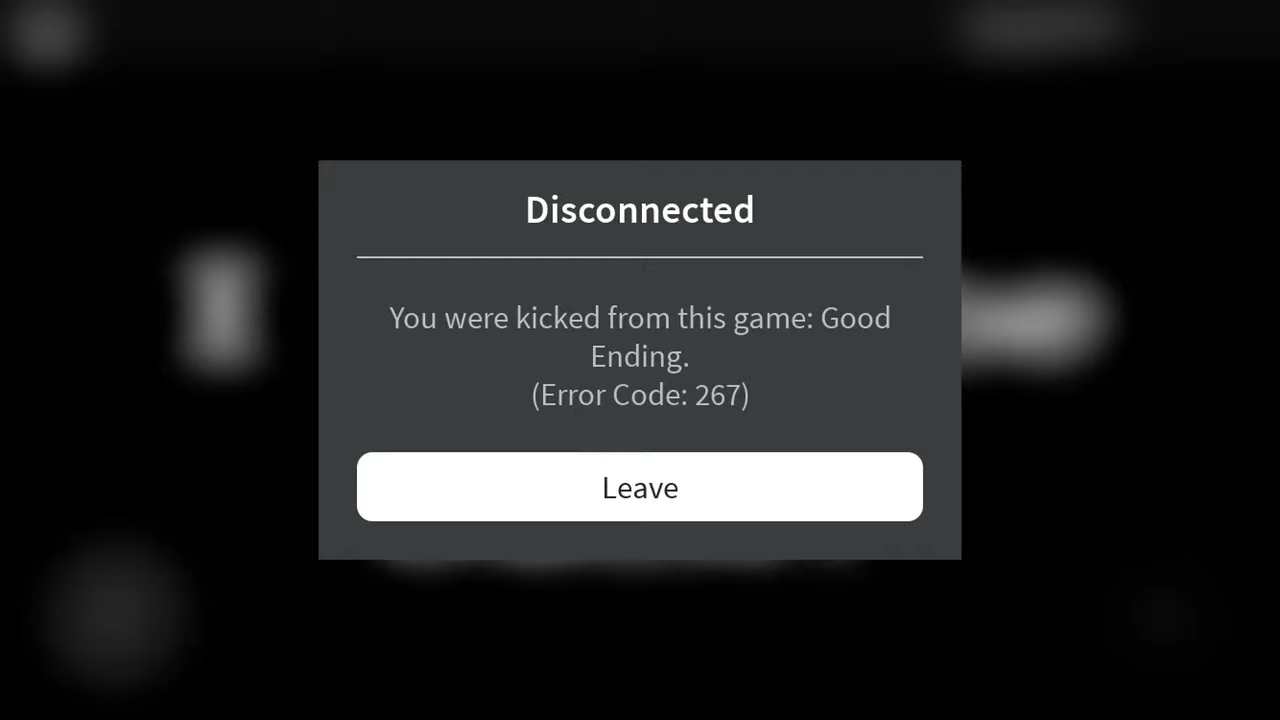 Disconnected
You were kicked from this game: Good
Ending.
(Error Code: 267)
Leave